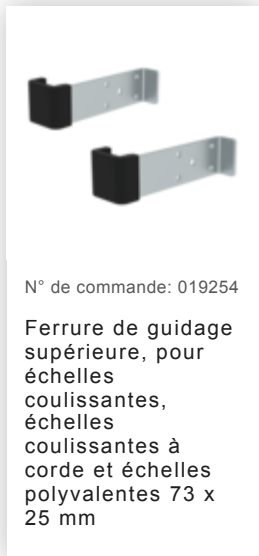 N° de commande: 019254
Ferrure de guidage
supérieure, pour
échelles
coulissantes,
échelles
coulissantes à
corde et échelles
polyvalentes 73 x
25 mm